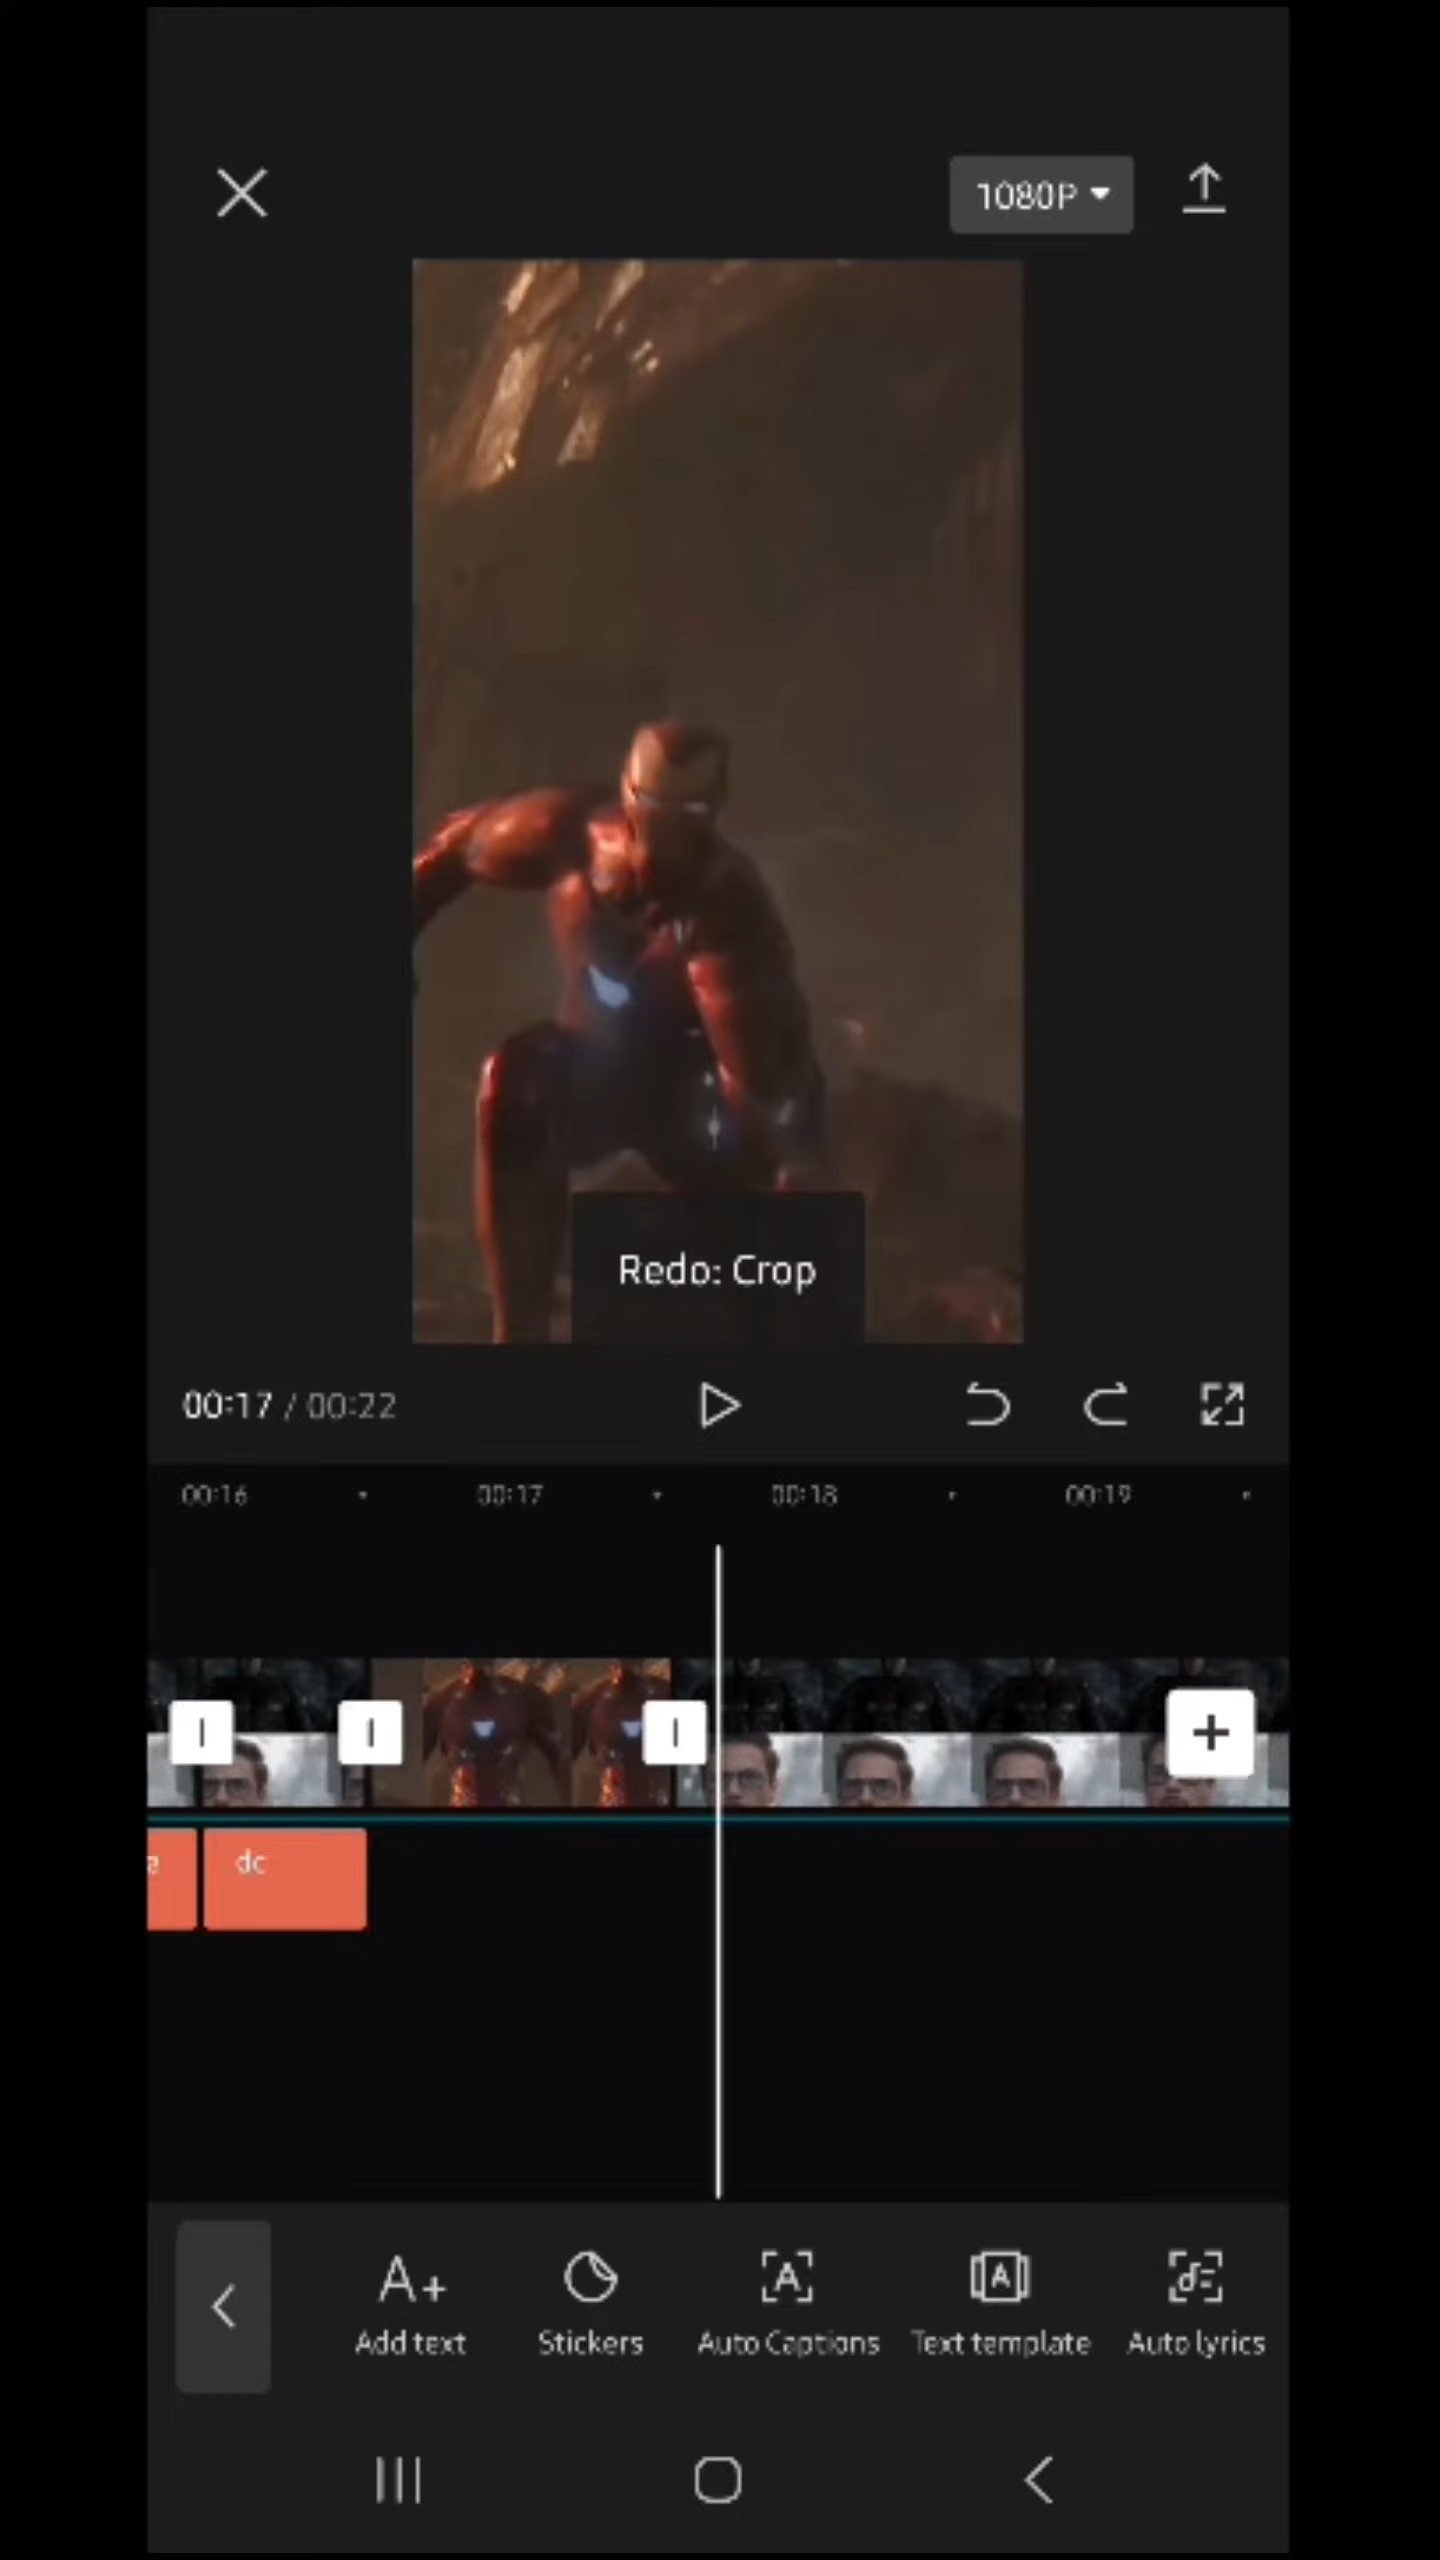 1080P
Redo: Crop
00:17 / 00:22
00:16
00:17
00:18
00:19
dc
Add text
Stickers
Auto Captions
Text template
Auto lyrics